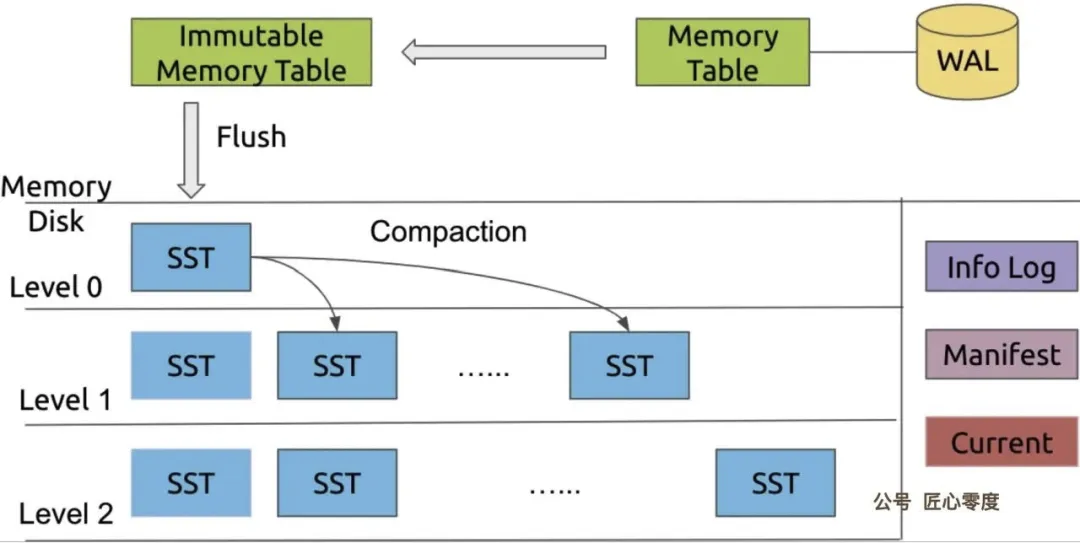 Immutable
Memory Table
Memory
Table
WAL
Flush
Memory
Disk
Compaction
SST
Level 0
Info Log
SST
SST
......
SST
Manifest
Level 1
Current
SST
SST
......
SST
Level 2
公号 匠心零度